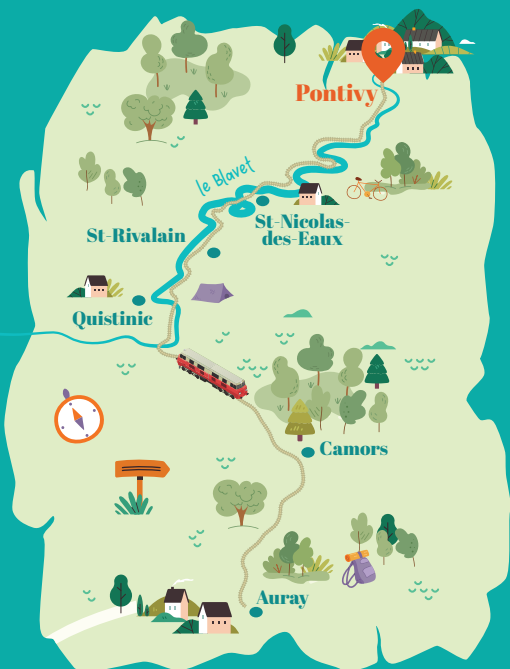 Pontivy
le Blavet
St-Nicolas-
des-Eaux
St-Rivalain
Quistinic
Camors
Auray